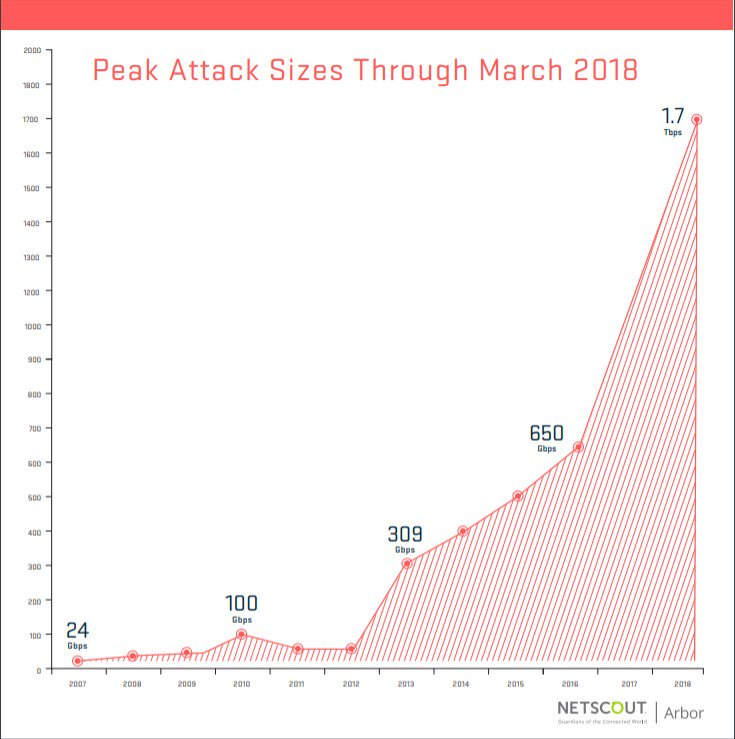 Peak Attack Sizes Through March 2018
2000
1800
1700
1600
1500
1400
1300
1200
1000
900
800
700
600
500
400
300
200
100
0
24
Gbps
100
Gbps
309
Gbps
650
Gbps
1.7
Tbps
2007 2008 2009 2010 2011 2012 2013 2014 2015 2016 2017 2018
NETSCOUT. | Arbor
Guardians of the Connected World